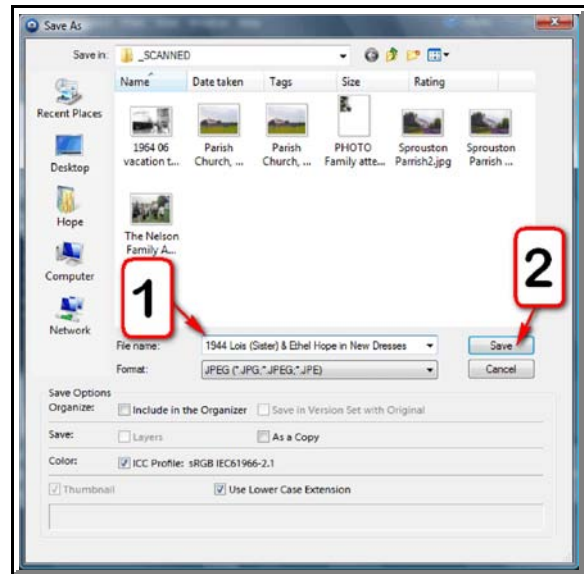 Save As
Save in: _SCANNED
Name Date taken Tags Size Rating
Recent Places
Desktop
Hope
Computer
Network
1964 06 vacation t...
Parish Church, ...
Parish Church, ...
PHOTO Family atte...
Sprouston Parrish2.jpg
Sprouston Parrish ...
The Nelson Family A...
1
2
File name: 1944 Lois (Sister) & Ethel Hope in New Dresses Save
Format: JPEG (*.JPG;*.JPEG;*.JPE) Cancel
Save Options
Organize: Include in the Organizer Save in Version Set with Original
Save: Layers As a Copy
Color: ICC Profile: sRGB IEC61966-2.1
Thumbnail Use Lower Case Extension